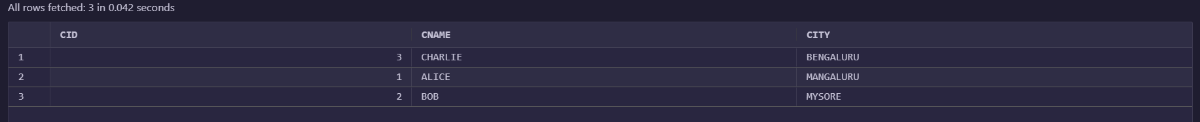 All rows fetched: 3 in 0.042 seconds
CID CNAME CITY
1 3 CHARLIE BENGALURU
2 1 ALICE MANGALURU
3 2 BOB MYSORE